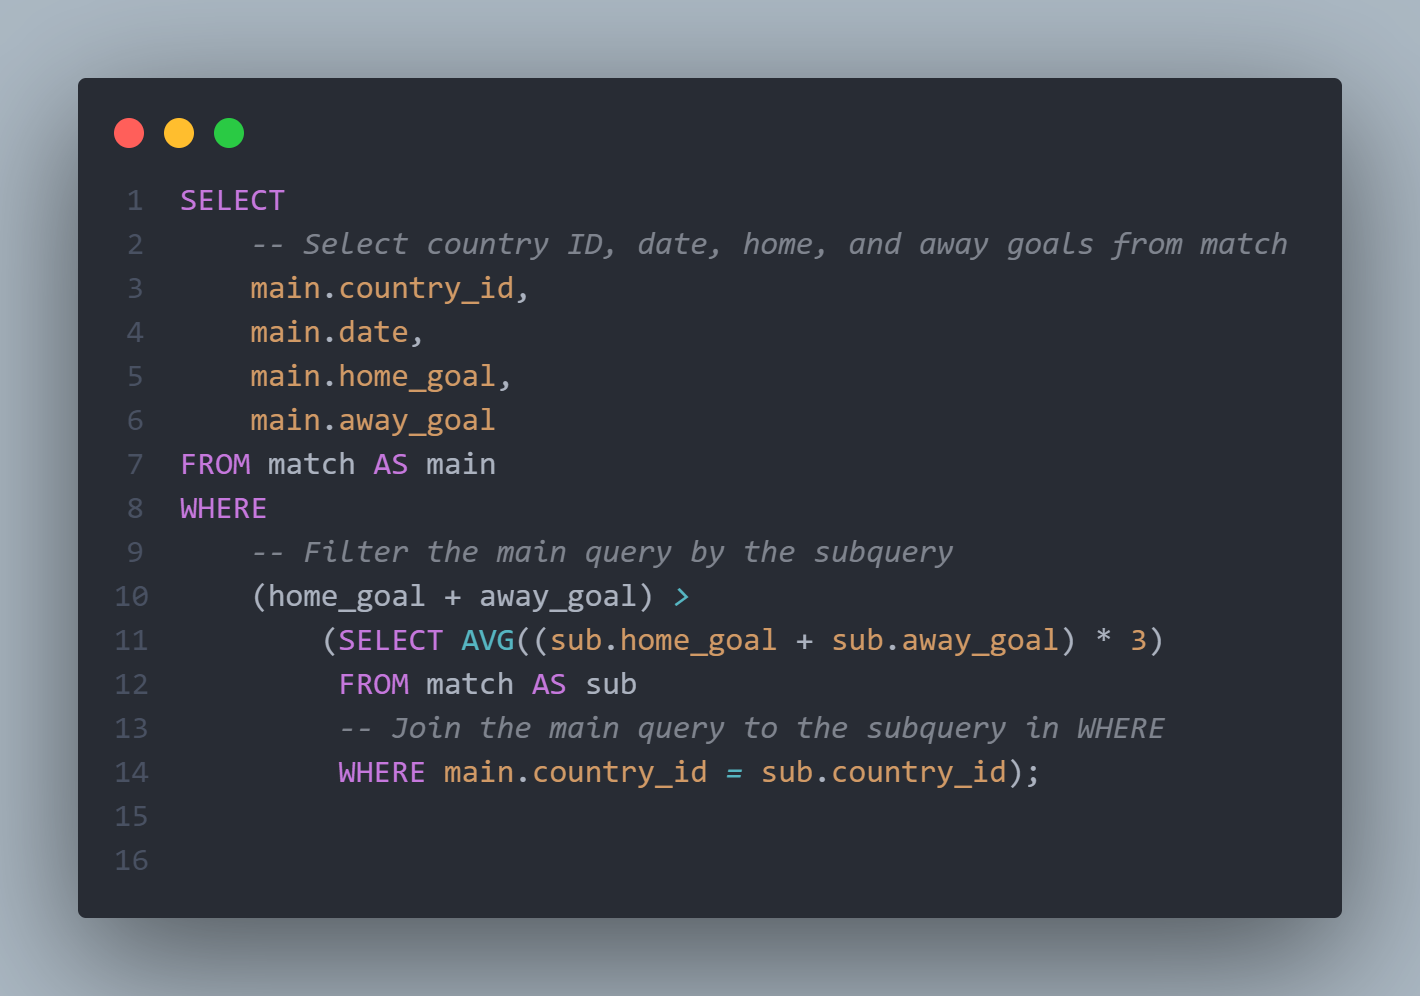 1 SELECT
2     -- Select country ID, date, home, and away goals from match
3     main.country_id,
4     main.date,
5     main.home_goal,
6     main.away_goal
7 FROM match AS main
8 WHERE
9     -- Filter the main query by the subquery
10     (home_goal + away_goal) >
11         (SELECT AVG((sub.home_goal + sub.away_goal) * 3)
12          FROM match AS sub
13          -- Join the main query to the subquery in WHERE
14          WHERE main.country_id = sub.country_id);
15
16